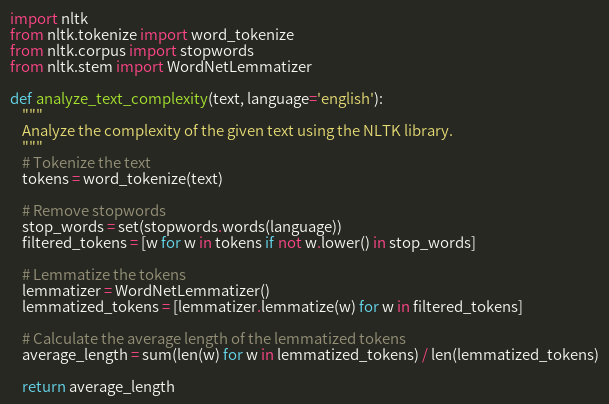 import nltk
from nltk.tokenize import word_tokenize
from nltk.corpus import stopwords
from nltk.stem import WordNetLemmatizer

def analyze_text_complexity(text, language='english'):
    """
    Analyze the complexity of the given text using the NLTK library.
    """
    # Tokenize the text
    tokens = word_tokenize(text)

    # Remove stopwords
    stop_words = set(stopwords.words(language))
    filtered_tokens = [w for w in tokens if not w.lower() in stop_words]

    # Lemmatize the tokens
    lemmatizer = WordNetLemmatizer()
    lemmatized_tokens = [lemmatizer.lemmatize(w) for w in filtered_tokens]

    # Calculate the average length of the lemmatized tokens
    average_length = sum(len(w) for w in lemmatized_tokens) / len(lemmatized_tokens)

    return average_length